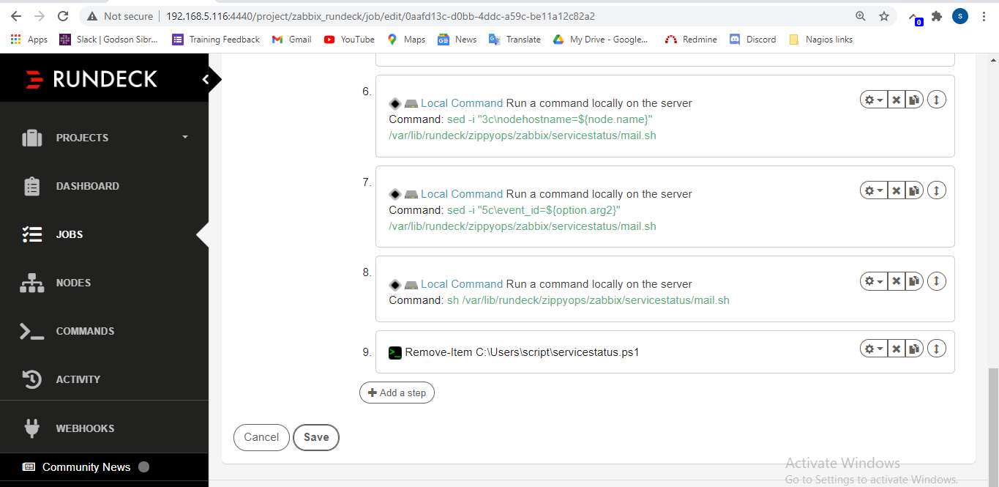 Not secure | 192.168.5.116:4440/project/zabbix_rundeck/job/edit/0aafd13c-d0bb-4ddc-a59c-be11a12c82a2
0
S
Apps
Slack | Godson Sibr...
Training Feedback
Gmail
YouTube
Maps
News
Translate
My Drive - Google...
Redmine
Discord
Nagios links
RUNDECK
PROJECTS
DASHBOARD
JOBS
NODES
COMMANDS
ACTIVITY
WEBHOOKS
Community News
6.
Local Command Run a command locally on the server
Command: sed -i "3c\nodehostname=${node.name}"
/var/lib/rundeck/zippyops/zabbix/servicestatus/mail.sh
7.
Local Command Run a command locally on the server
Command: sed -i "5c\event_id=${option.arg2}"
/var/lib/rundeck/zippyops/zabbix/servicestatus/mail.sh
8.
Local Command Run a command locally on the server
Command: sh /var/lib/rundeck/zippyops/zabbix/servicestatus/mail.sh
9.
Remove-Item C:\Users\script\servicestatus.ps1
Add a step
Cancel
Save
Activate Windows
Go to Settings to activate Windows.